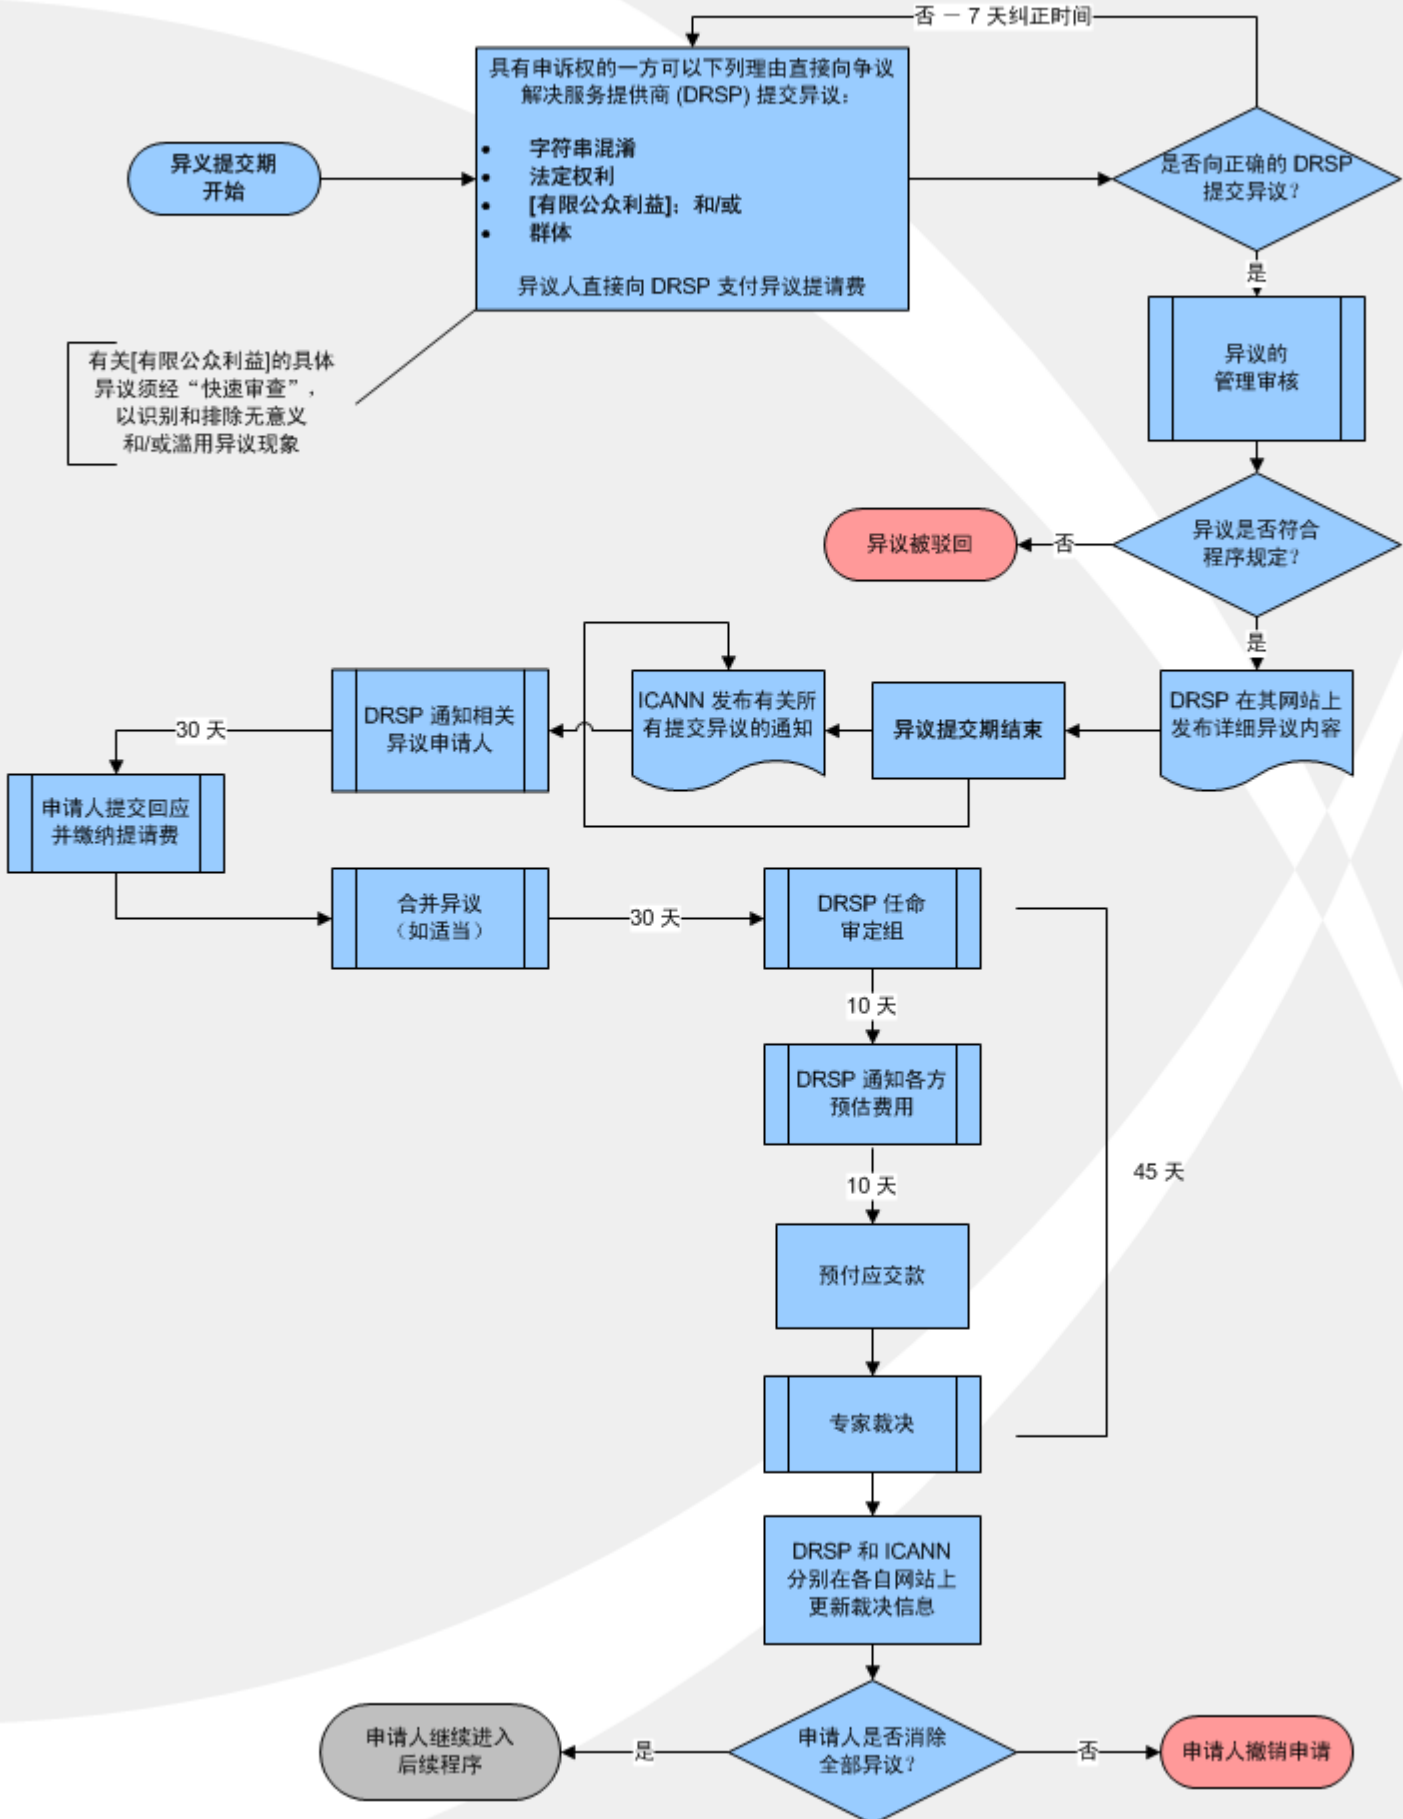 否 － 7 天纠正时间
具有申诉权的一方可以下列理由直接向争议
解决服务提供商 (DRSP) 提交异议：
• 字符串混淆
• 法定权利
• [有限公众利益]；和/或
• 群体
异议人直接向 DRSP 支付异议提请费
异义提交期
开始
是否向正确的 DRSP
提交异议？
是
有关[有限公众利益]的具体
异议须经“快速审查”，
以识别和排除无意义
和/或滥用异议现象
异议的
管理审核
异议被驳回
否
异议是否符合
程序规定？
是
DRSP 通知相关
异议申请人
ICANN 发布有关所
有提交异议的通知
异议提交期结束
DRSP 在其网站上
发布详细异议内容
30 天
申请人提交回应
并缴纳提请费
合并异议
（如适当）
30 天
DRSP 任命
审定组
10 天
DRSP 通知各方
预估费用
45 天
10 天
预付应交款
专家裁决
DRSP 和 ICANN
分别在各自网站上
更新裁决信息
申请人继续进入
后续程序
是
申请人是否消除
全部异议？
否
申请人撤销申请